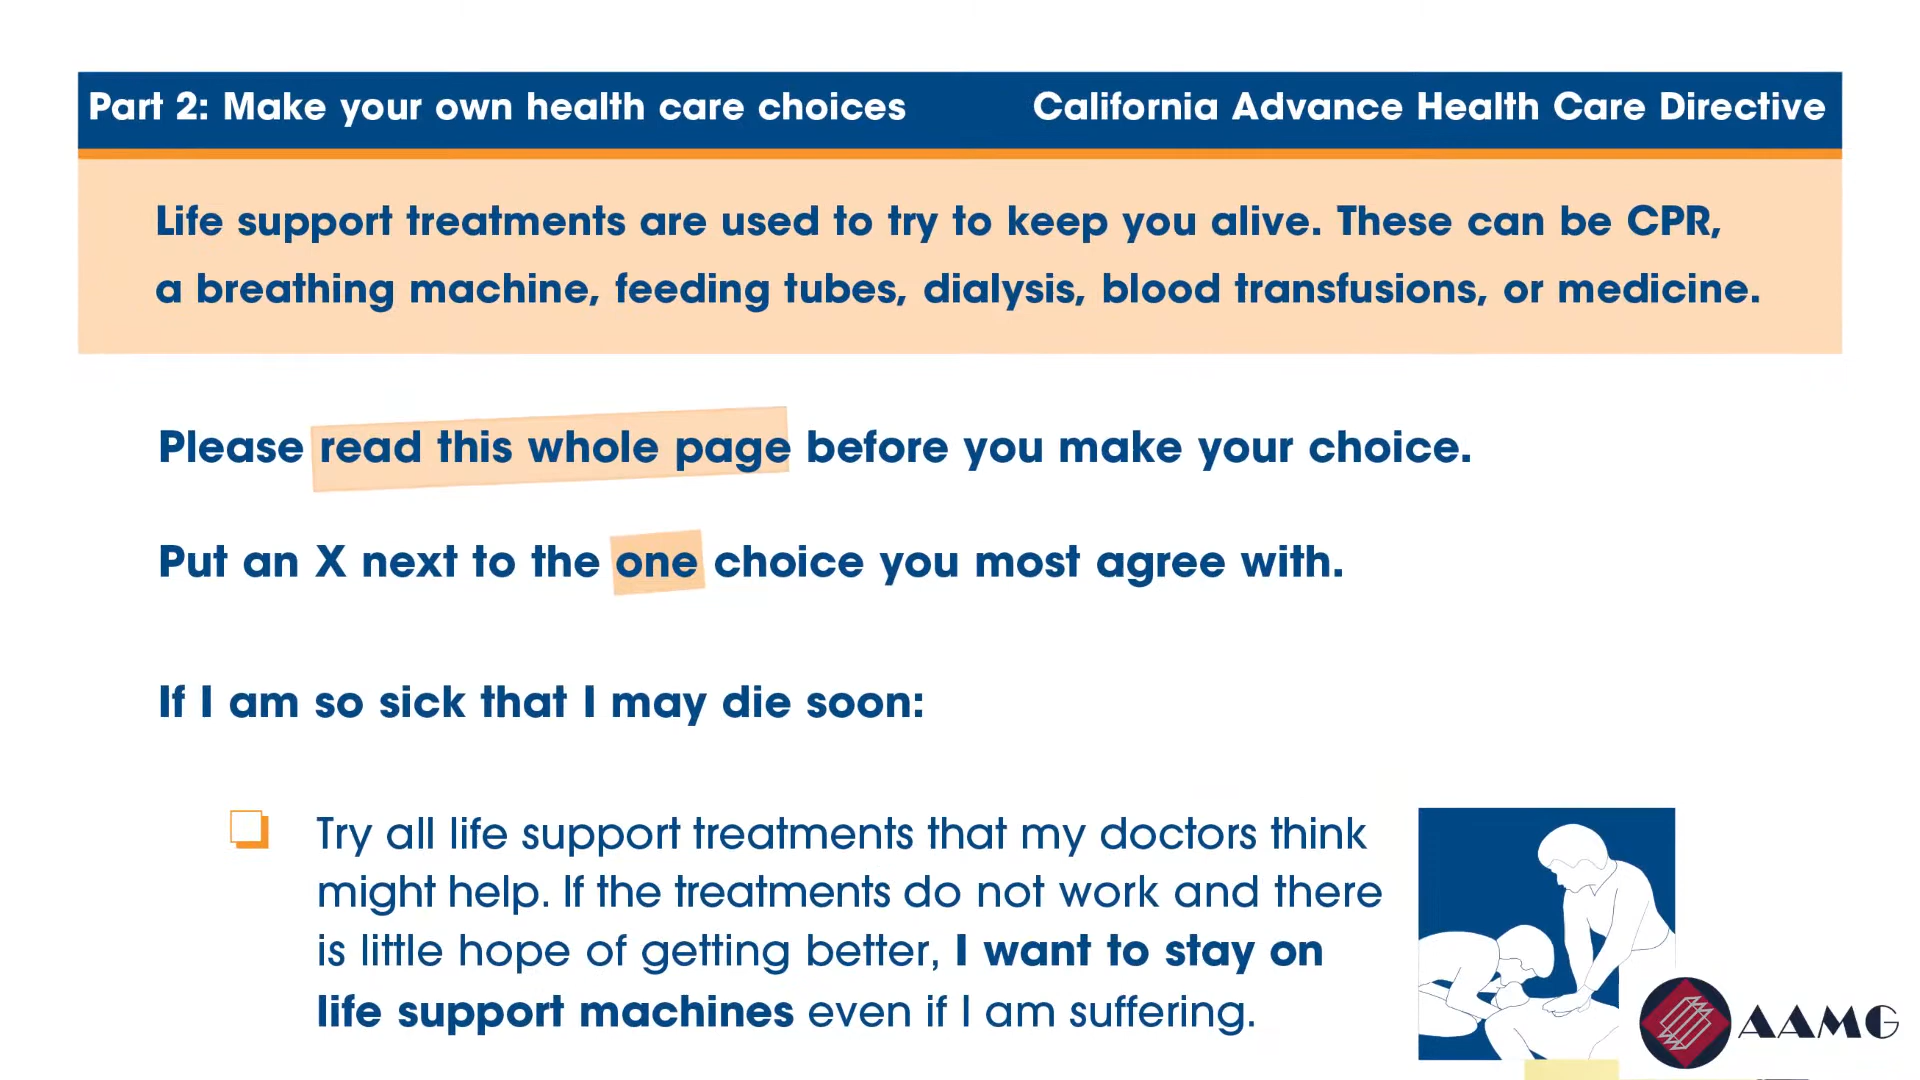 Part 2: Make your own health care choices California Advance Health Care Directive
Life support treatments are used to try to keep you alive. These can be CPR,
a breathing machine, feeding tubes, dialysis, blood transfusions, or medicine.
Please read this whole page before you make your choice.
Put an X next to the one choice you most agree with.
If I am so sick that I may die soon:
Try all life support treatments that my doctors think
might help. If the treatments do not work and there
is little hope of getting better, I want to stay on
life support machines even if I am suffering.
AAMG